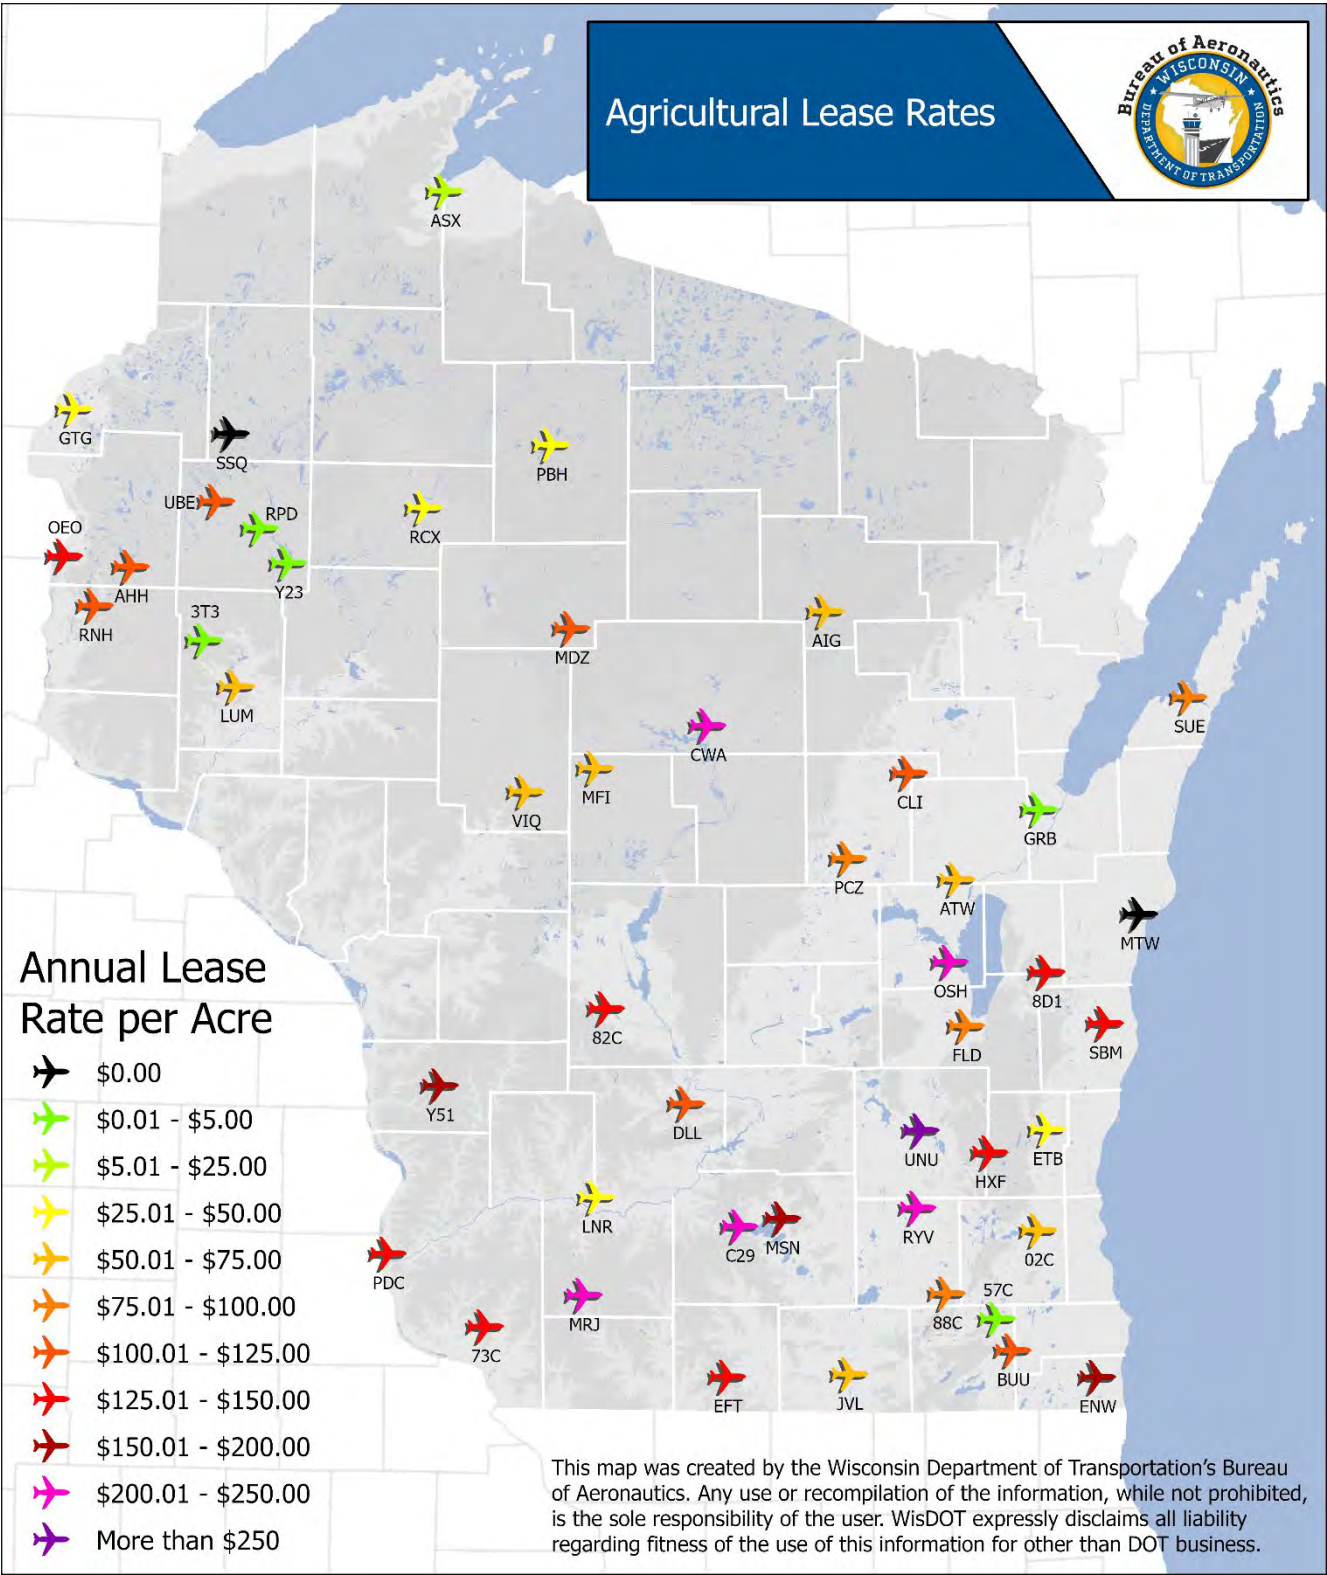 Agricultural Lease Rates
Bureau of Aeronautics
WISCONSIN
DEPARTMENT OF TRANSPORTATION
ASX
GTG
SSQ
PBH
UBE
RPD
RCX
OEO
AHH
Y23
RNH
3T3
MDZ
AIG
LUM
SUE
CWA
MFI
CLI
VIQ
GRB
PCZ
ATW
MTW
OSH
8D1
82C
FLD
SBM
Y51
DLL
UNU
ETB
HXF
LNR
RYV
C29
MSN
02C
PDC
57C
MRJ
88C
73C
BUU
EFT
JVL
ENW
Annual Lease
Rate per Acre
$0.00
$0.01 - $5.00
$5.01 - $25.00
$25.01 - $50.00
$50.01 - $75.00
$75.01 - $100.00
$100.01 - $125.00
$125.01 - $150.00
$150.01 - $200.00
$200.01 - $250.00
More than $250
This map was created by the Wisconsin Department of Transportation's Bureau
of Aeronautics. Any use or recompilation of the information, while not prohibited,
is the sole responsibility of the user. WisDOT expressly disclaims all liability
regarding fitness of the use of this information for other than DOT business.